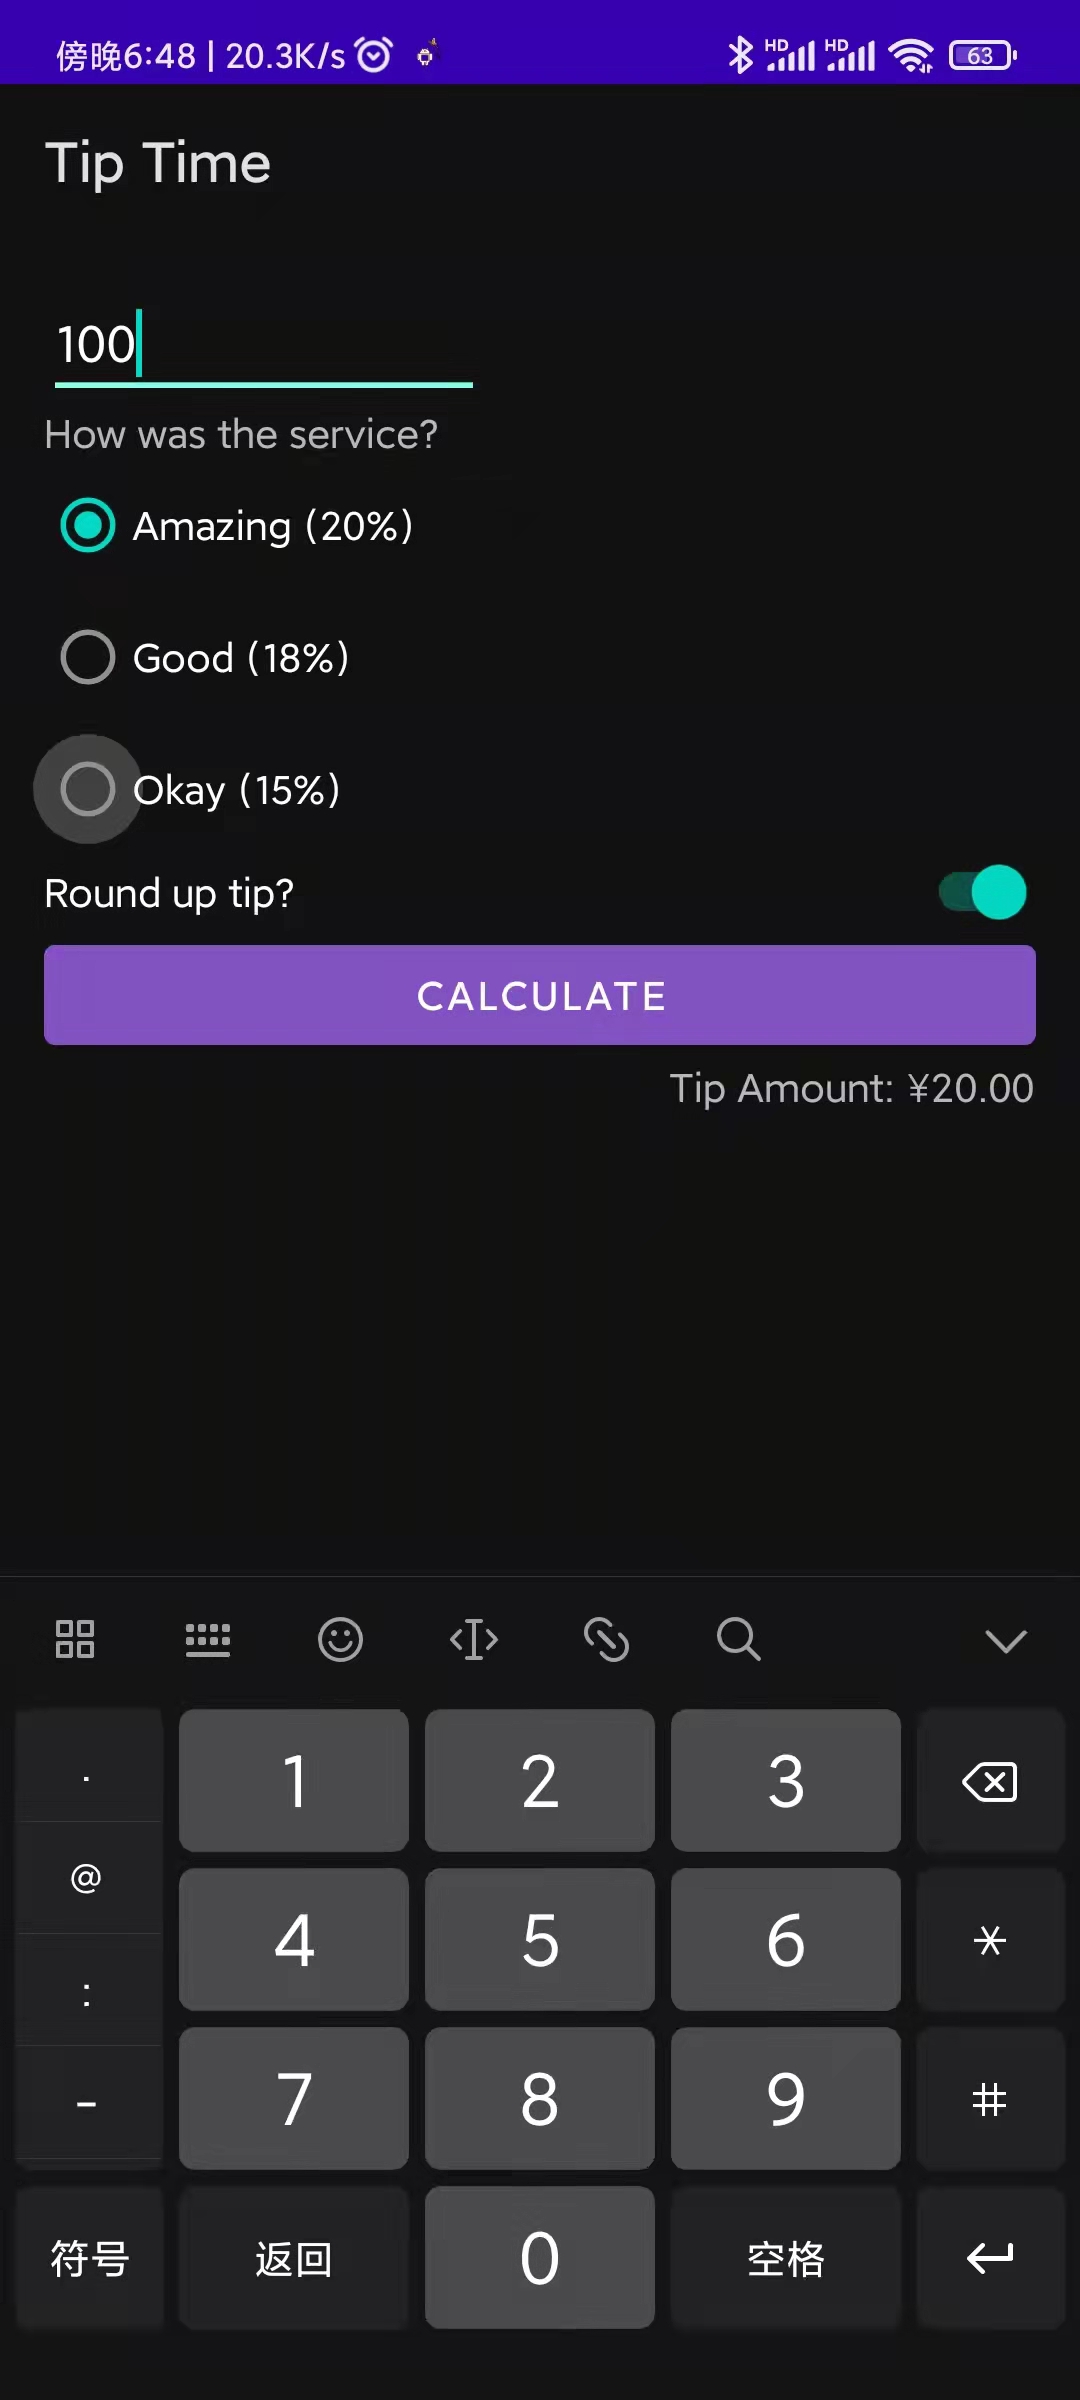 傍晚6:48 | 20.3K/s HD HD 63
Tip Time
100
How was the service?
Amazing (20%)
Good (18%)
Okay (15%)
Round up tip?
CALCULATE
Tip Amount: ¥20.00
. 1 2 3
@
4 5 6 *
:
- 7 8 9 #
符号 返回 0 空格